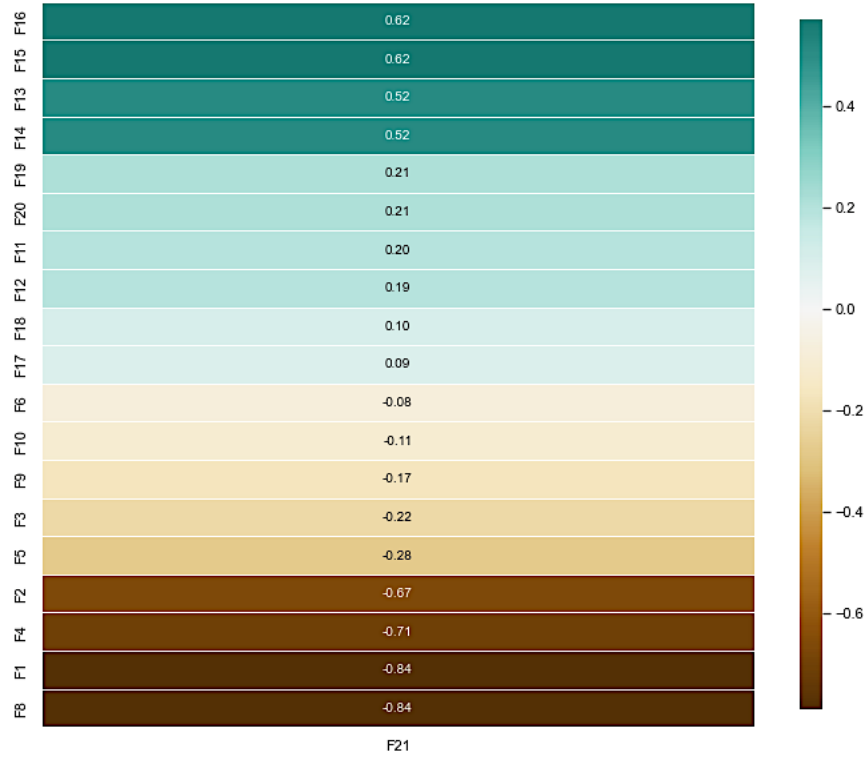 F16 0.62
F15 0.62
F13 0.52
F14 0.52
F19 0.21
F20 0.21
F11 0.20
F12 0.19
F18 0.10
F17 0.09
F6 -0.08
F10 -0.11
F9 -0.17
F3 -0.22
F5 -0.28
F2 -0.67
F4 -0.71
F1 -0.84
F8 -0.84
F21
0.4
0.2
0.0
−0.2
−0.4
−0.6